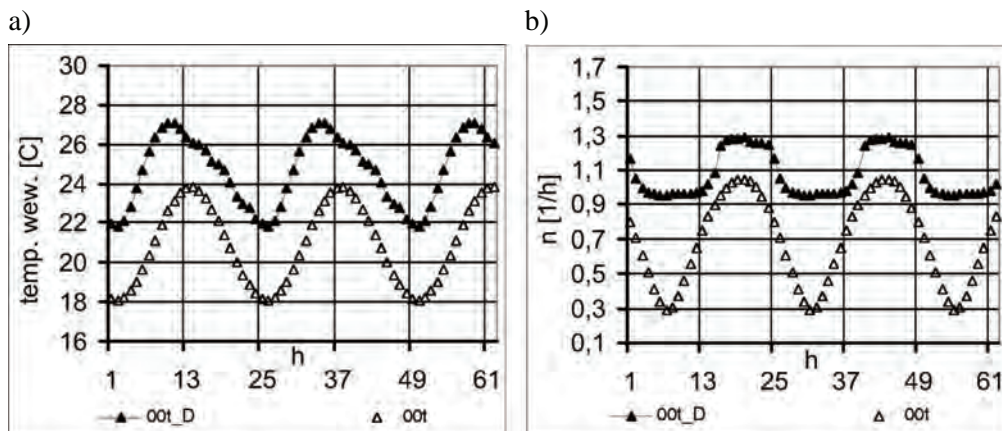 a)
30
28
26
24
22
20
18
16
temp. wew. [C]
h
1 13 25 37 49 61
00t_D 00t
b)
1,7
1,5
1,3
1,1
0,9
0,7
0,5
0,3
0,1
n [1/h]
h
1 13 25 37 49 61
00t_D 00t